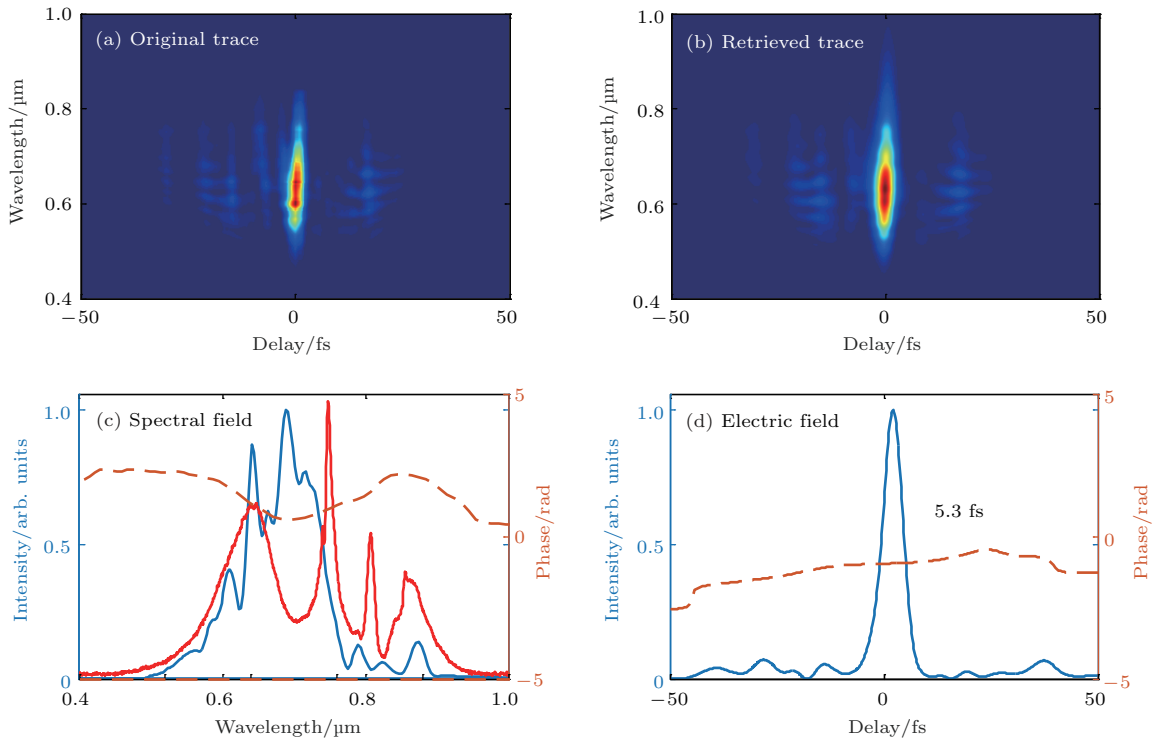 1.0
0.8
0.6
0.4
Wavelength/µm
(a) Original trace
−50
0
50
Delay/fs
1.0
0.8
0.6
0.4
Wavelength/µm
(b) Retrieved trace
−50
0
50
Delay/fs
1.0
0.5
0
Intensity/arb. units
(c) Spectral field
5
0
−5
Phase/rad
0.4
0.6
0.8
1.0
Wavelength/µm
1.0
0.5
0
Intensity/arb. units
(d) Electric field
5.3 fs
5
0
−5
Phase/rad
−50
0
50
Delay/fs